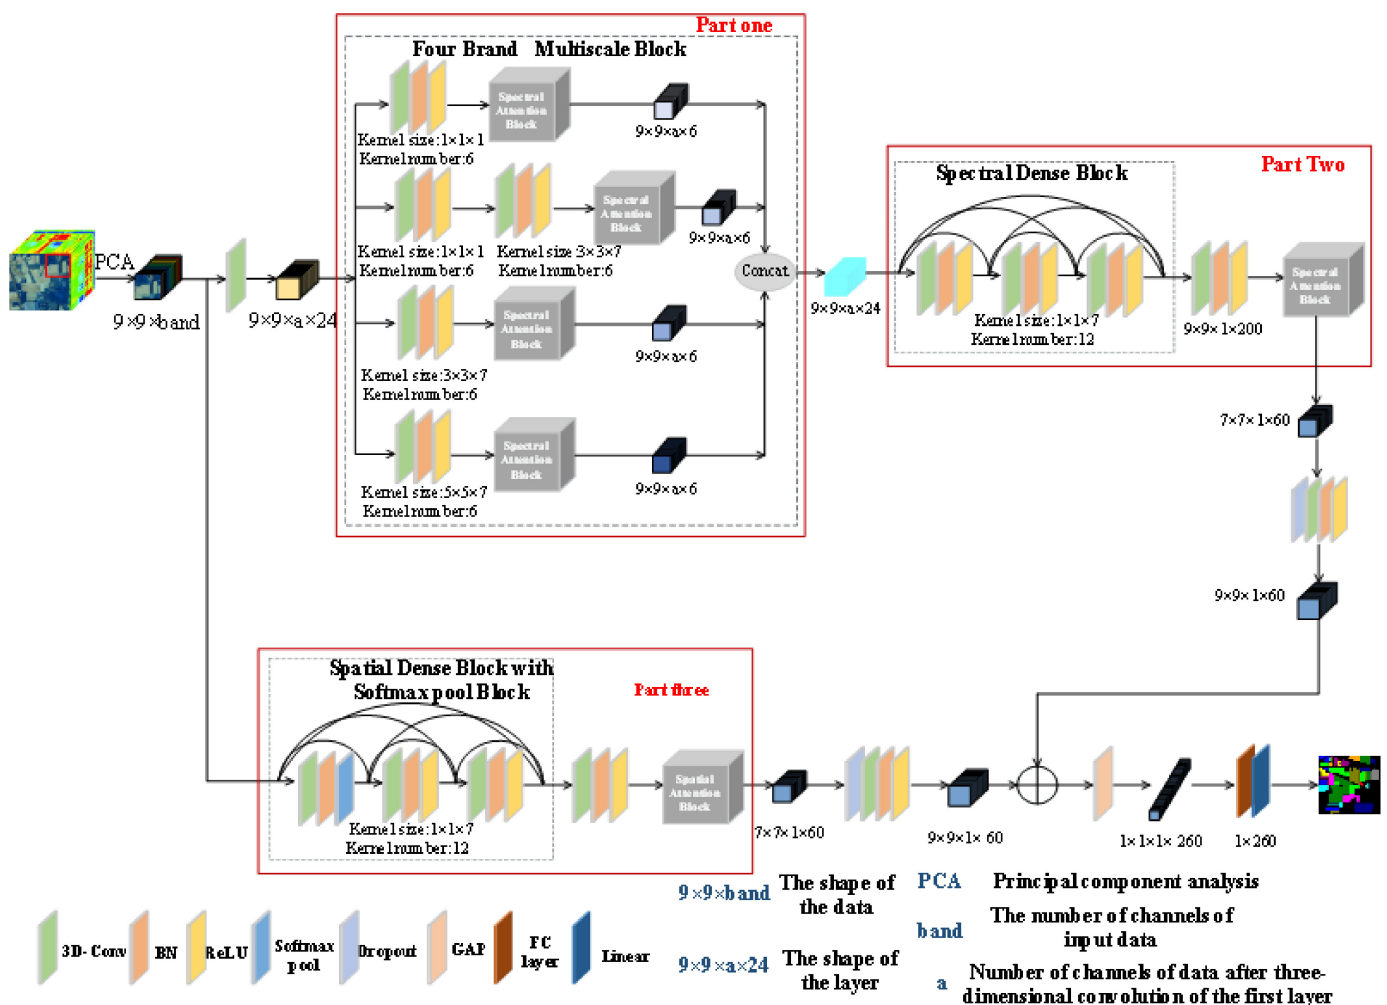 Part one
Four Brand Multiscale Block
Spectral
Attention
Block
9×9×a×6
Kernel size:1×1×1
Kernel number:6
Spectral
Attention
Block
9×9×a×6
Kernel size:1×1×1
Kernel number:6
Kernel size:3×3×7
Kernel number:6
PCA
9×9×band
9×9×a×24
Concat
9×9×a×24
Spectral
Attention
Block
9×9×a×6
Kernel size:3×3×7
Kernel number:6
Spectral
Attention
Block
9×9×a×6
Kernel size:5×5×7
Kernel number:6
Part Two
Spectral Dense Block
Kernel size:1×1×7
Kernel number:12
9×9×1×200
Spectral
Attention
Block
7×7×1×60
9×9×1×60
Spatial Dense Block with
Softmax pool Block
Part three
Kernel size:1×1×7
Kernel number:12
Spatial
Attention
Block
7×7×1×60
9×9×1×60
1×1×1×260
1×260
3D-Conv
BN
ReLU
Softmax
pool
Dropout
GAP
FC
layer
Linear
9×9×band
The shape of
the data
9×9×a×24
The shape of
the layer
PCA
Principal component analysis
band
The number of channels of
input data
a
Number of channels of data after three-
dimensional convolution of the first layer